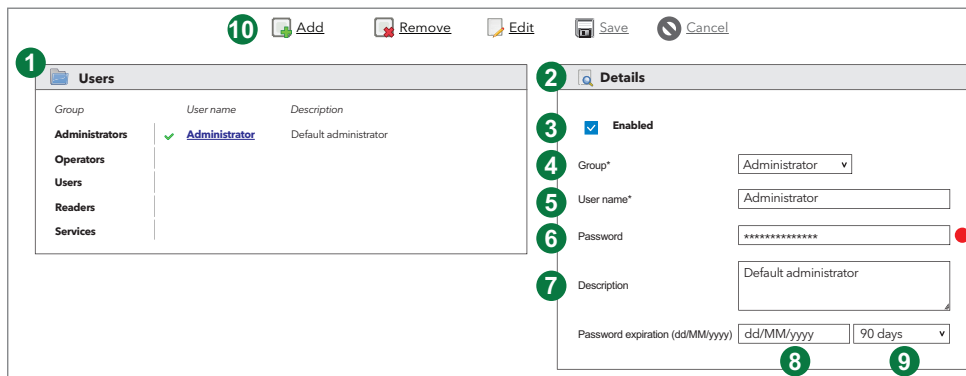 10 Add Remove Edit Save Cancel
1 Users
Group User name Description
Administrators Administrator Default administrator
Operators
Users
Readers
Services
2 Details
3 Enabled
4 Group* Administrator
5 User name* Administrator
6 Password **************
7 Description Default administrator
Password expiration (dd/MM/yyyy) dd/MM/yyyy 90 days
8 9